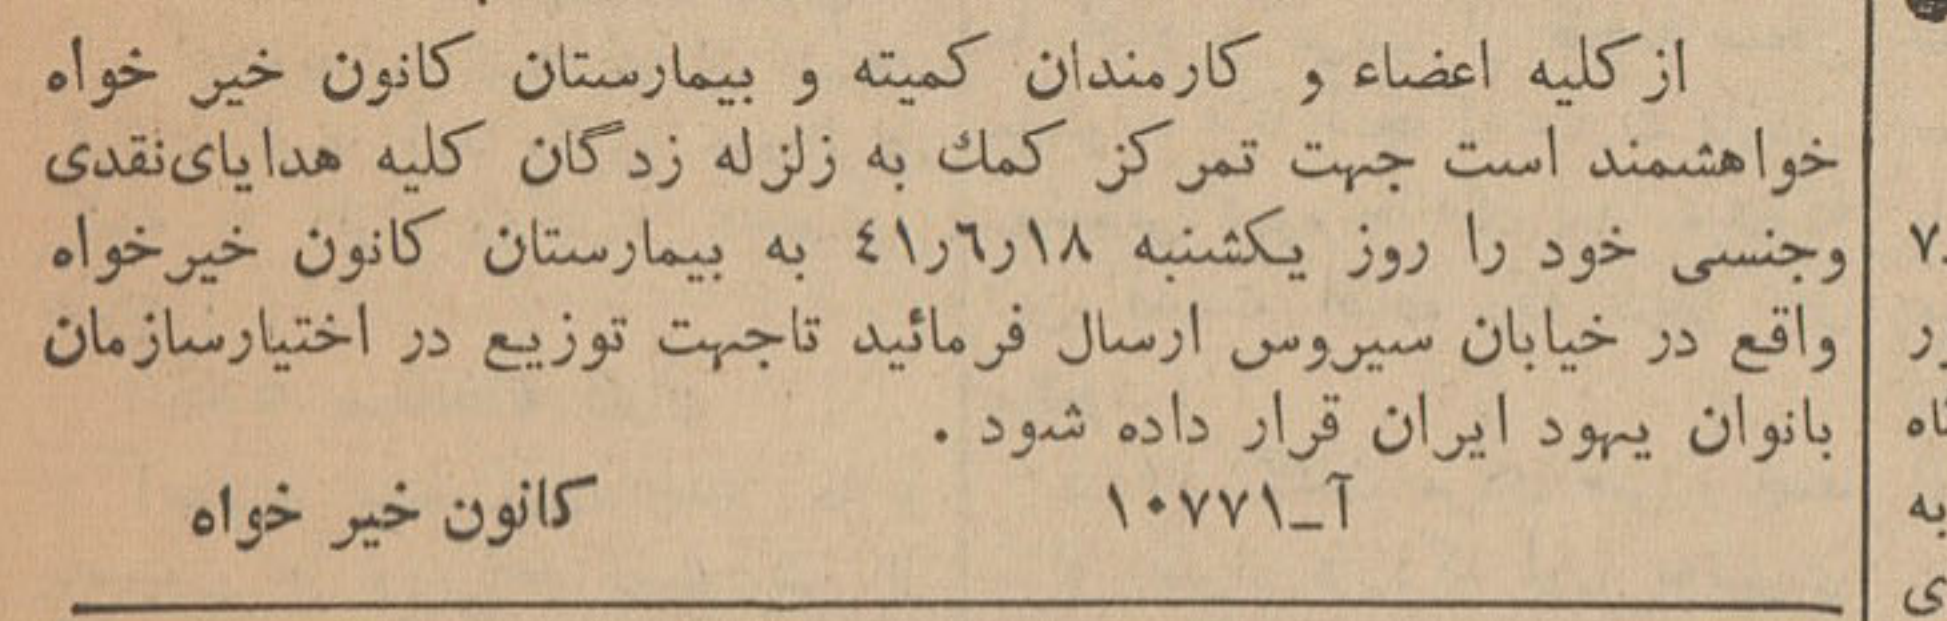 از کلیه اعضاء و کارمندان کمیته و بیمارستان کانون خیر خواه
خواهشمند است جهت تمرکز کمك به زلزله زدگان کلیه هدایای نقدی
وجنسی خود را روز یکشنبه ۱۸ر٦ر٤۱ به بیمارستان کانون خیرخواه
واقع در خیابان سیروس ارسال فرمائید تاجهت توزیع در اختیارسازمان
بانوان یهود ایران قرار داده شود .
آ_۱۰۷۷۱ کانون خیر خواه